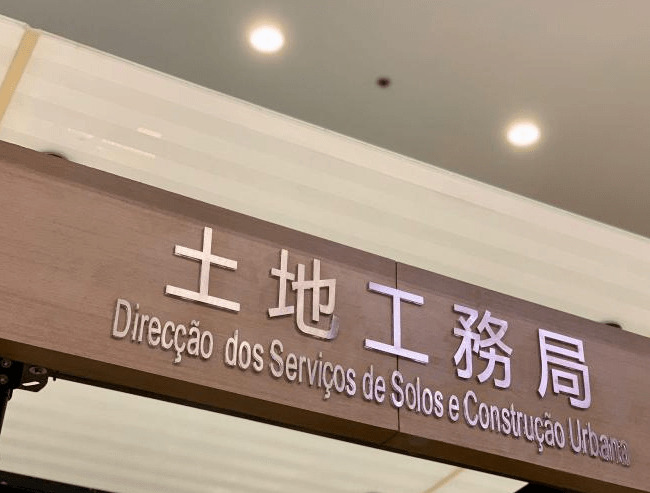 土地工務局
Direcção dos Serviços de Solos e Construção Urbana